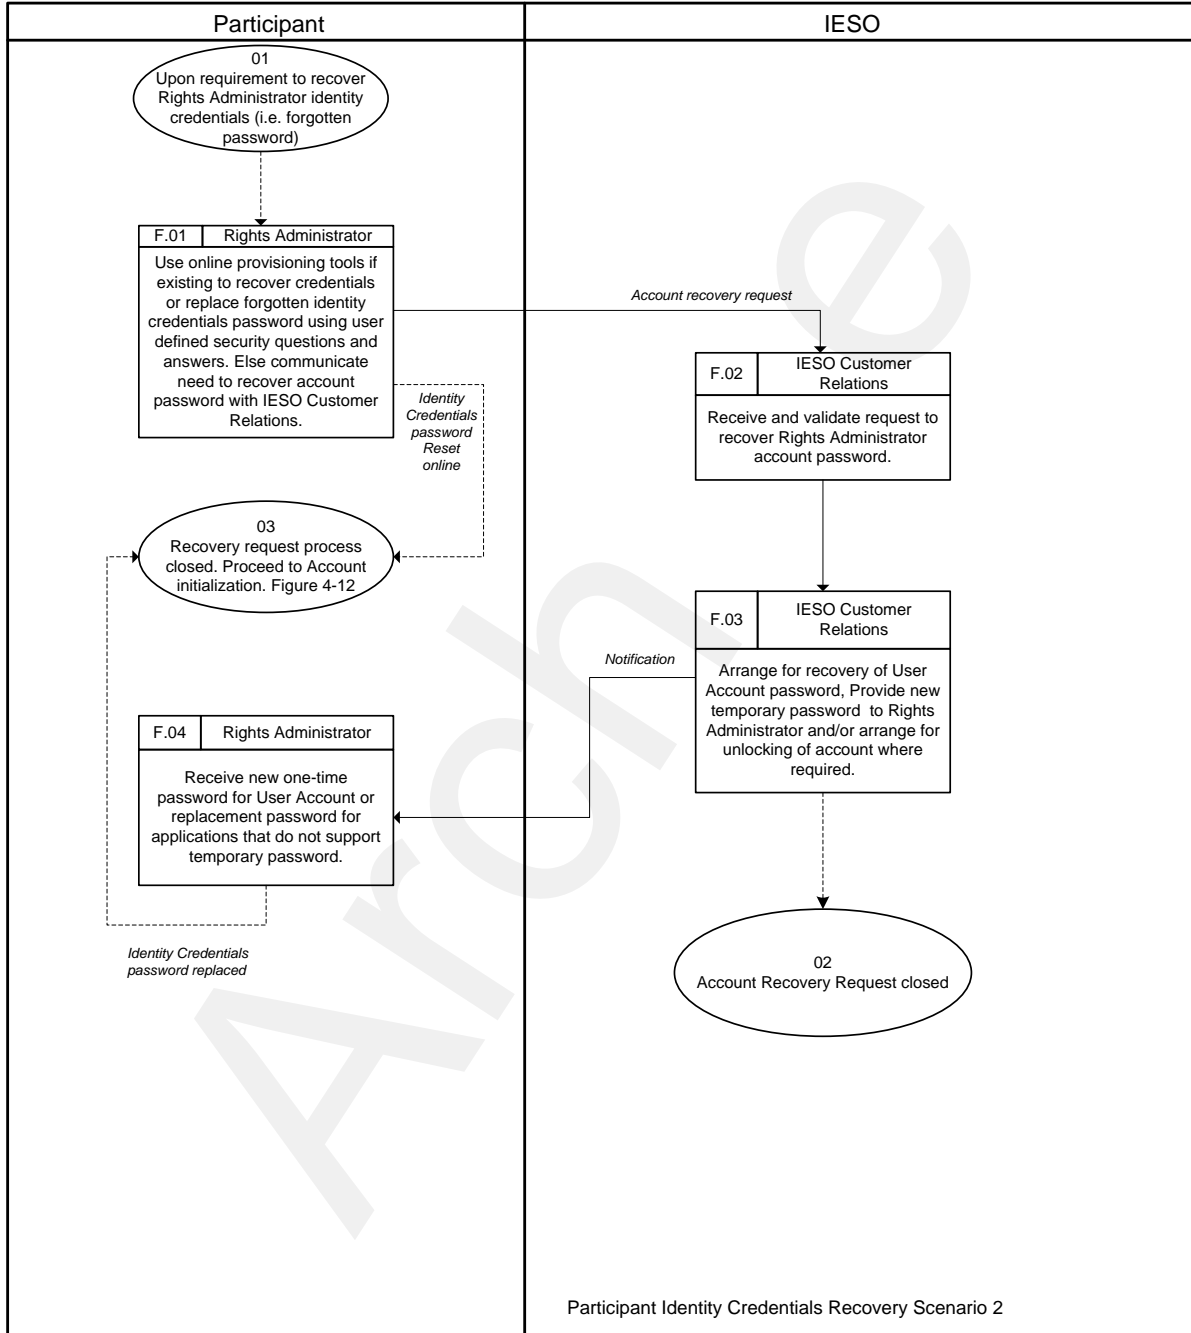 Participant
IESO
01
Upon requirement to recover
Rights Administrator identity
credentials (i.e. forgotten
password)
F.01
Rights Administrator
Use online provisioning tools if
existing to recover credentials
or replace forgotten identity
credentials password using user
defined security questions and
answers. Else communicate
need to recover account
password with IESO Customer
Relations.
Account recovery request
F.02
IESO Customer
Relations
Receive and validate request to
recover Rights Administrator
account password.
Identity
Credentials
password
Reset
online
03
Recovery request process
closed. Proceed to Account
initialization. Figure 4-12
F.03
IESO Customer
Relations
Arrange for recovery of User
Account password, Provide new
temporary password  to Rights
Administrator and/or arrange for
unlocking of account where
required.
Notification
F.04
Rights Administrator
Receive new one-time
password for User Account or
replacement password for
applications that do not support
temporary password.
Identity Credentials
password replaced
02
Account Recovery Request closed
Participant Identity Credentials Recovery Scenario 2